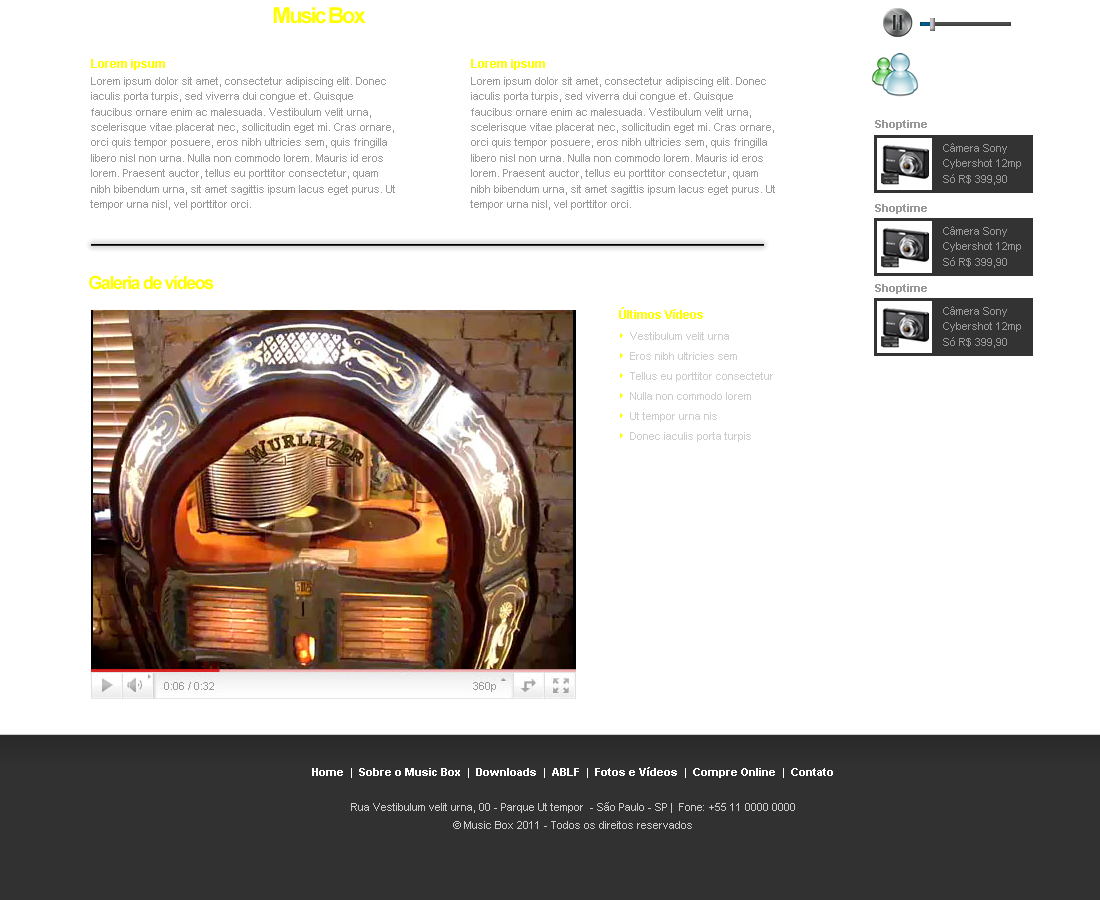 Music Box
Lorem ipsum
Lorem ipsum dolor sit amet, consectetur adipiscing elit. Donec
iaculis porta turpis, sed viverra dui congue et. Quisque
faucibus ornare enim ac malesuada. Vestibulum velit urna,
scelerisque vitae placerat nec, sollicitudin eget mi. Cras ornare,
orci quis tempor posuere, eros nibh ultricies sem, quis fringilla
libero nisl non urna. Nulla non commodo lorem. Mauris id eros
lorem. Praesent auctor, tellus eu porttitor consectetur, quam
nibh bibendum urna, sit amet sagittis ipsum lacus eget purus. Ut
tempor urna nisl, vel porttitor orci.
Lorem ipsum
Lorem ipsum dolor sit amet, consectetur adipiscing elit. Donec
iaculis porta turpis, sed viverra dui congue et. Quisque
faucibus ornare enim ac malesuada. Vestibulum velit urna,
scelerisque vitae placerat nec, sollicitudin eget mi. Cras ornare,
orci quis tempor posuere, eros nibh ultricies sem, quis fringilla
libero nisl non urna. Nulla non commodo lorem. Mauris id eros
lorem. Praesent auctor, tellus eu porttitor consectetur, quam
nibh bibendum urna, sit amet sagittis ipsum lacus eget purus. Ut
tempor urna nisl, vel porttitor orci.
Shoptime
Câmera Sony
Cybershot 12mp
Só R$ 399,90
Shoptime
Câmera Sony
Cybershot 12mp
Só R$ 399,90
Shoptime
Câmera Sony
Cybershot 12mp
Só R$ 399,90
Galeria de vídeos
WURLITZER
0:06 / 0:32
360p
Últimos Vídeos
Vestibulum velit urna
Eros nibh ultricies sem
Tellus eu porttitor consectetur
Nulla non commodo lorem
Ut tempor urna nis
Donec iaculis porta turpis
Home | Sobre o Music Box | Downloads | ABLF | Fotos e Vídeos | Compre Online | Contato
Rua Vestibulum velit urna, 00 - Parque Ut tempor - São Paulo - SP | Fone: +55 11 0000 0000
© Music Box 2011 - Todos os direitos reservados